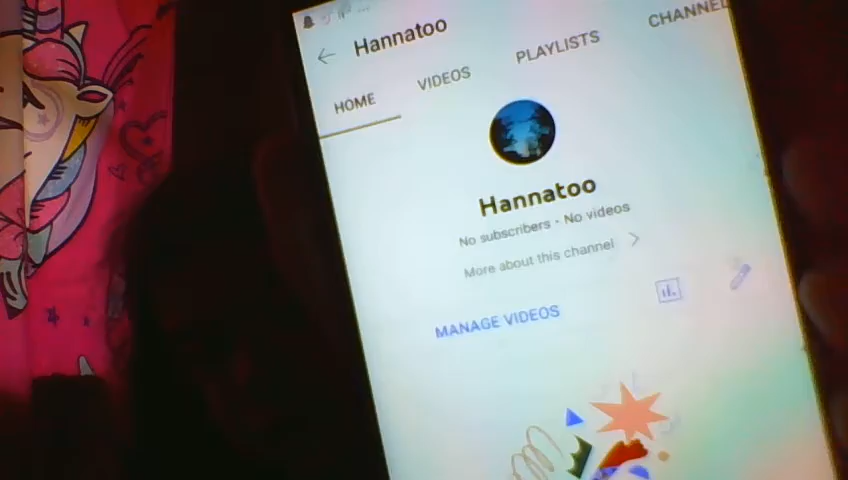 Hannatoo
HOME VIDEOS PLAYLISTS CHANNEL
Hannatoo
No subscribers · No videos
More about this channel
MANAGE VIDEOS